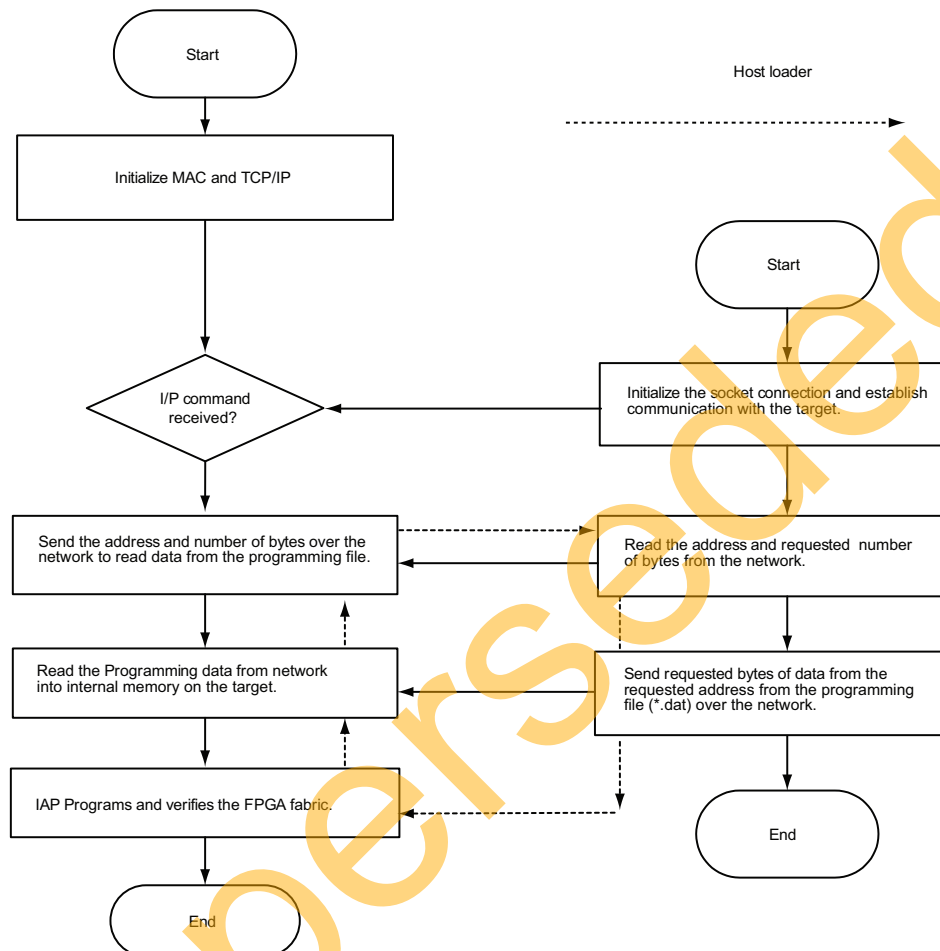 Start
Host loader
Initialize MAC and TCP/IP
Start
I/P command
received?
Initialize the socket connection and establish
communication with the target.
Send the address and number of bytes over the
network to read data from the programming file.
Read the address and requested number
of bytes from the network.
Read the Programming data from network
into internal memory on the target.
Send requested bytes of data from the
requested address from the programming
file (*.dat) over the network.
IAP Programs and verifies the FPGA fabric.
End
End
perseded